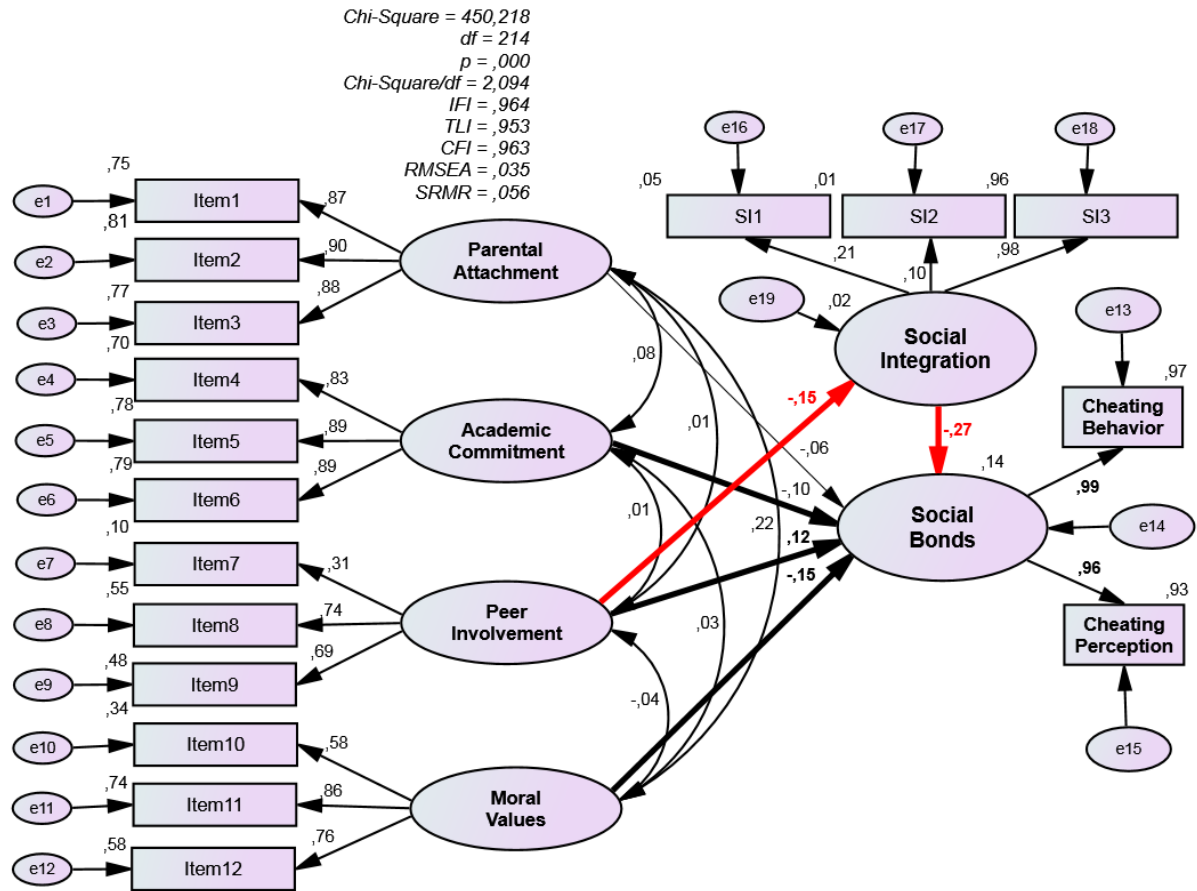 Chi-Square = 450,218
df = 214
p = ,000
Chi-Square/df = 2,094
IFI = ,964
TLI = ,953
CFI = ,963
RMSEA = ,035
SRMR = ,056
e16
e17
e18
,05
,01
,96
SI1
SI2
SI3
,21
,10
,98
e19
,02
Social
Integration
e13
,97
Cheating
Behavior
,75
e1
Item1
,87
,81
e2
Item2
,90
,77
e3
Item3
,88
Parental
Attachment
,70
e4
Item4
,83
,78
e5
Item5
,89
,79
e6
Item6
,89
Academic
Commitment
,10
e7
Item7
,31
,55
e8
Item8
,74
,48
e9
Item9
,69
Peer
Involvement
,34
e10
Item10
,58
,74
e11
Item11
,86
,58
e12
Item12
,76
Moral
Values
,08
,01
-,15
-,06
-,27
-,10
,01
,22
,12
-,15
,03
-,04
,14
Social
Bonds
,99
e14
,96
,93
Cheating
Perception
e15